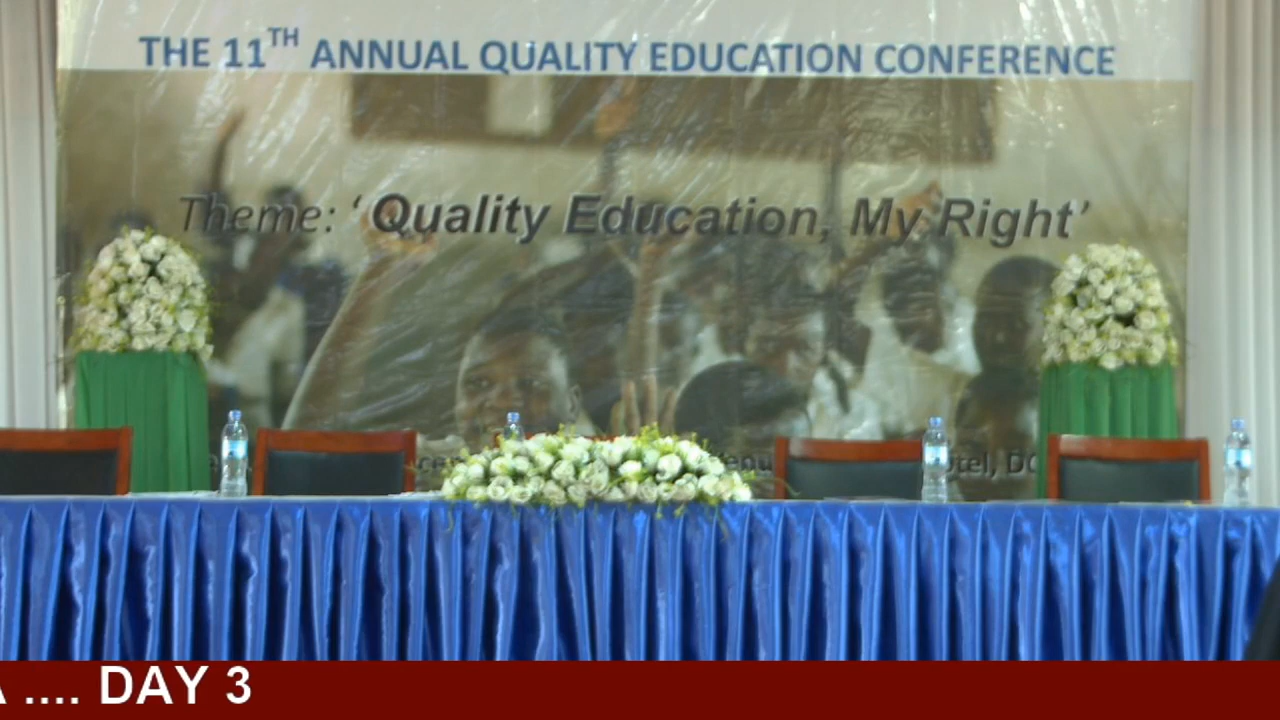 THE 11TH ANNUAL QUALITY EDUCATION CONFERENCE
Theme: ‘Quality Education, My Right’
A .... DAY 3